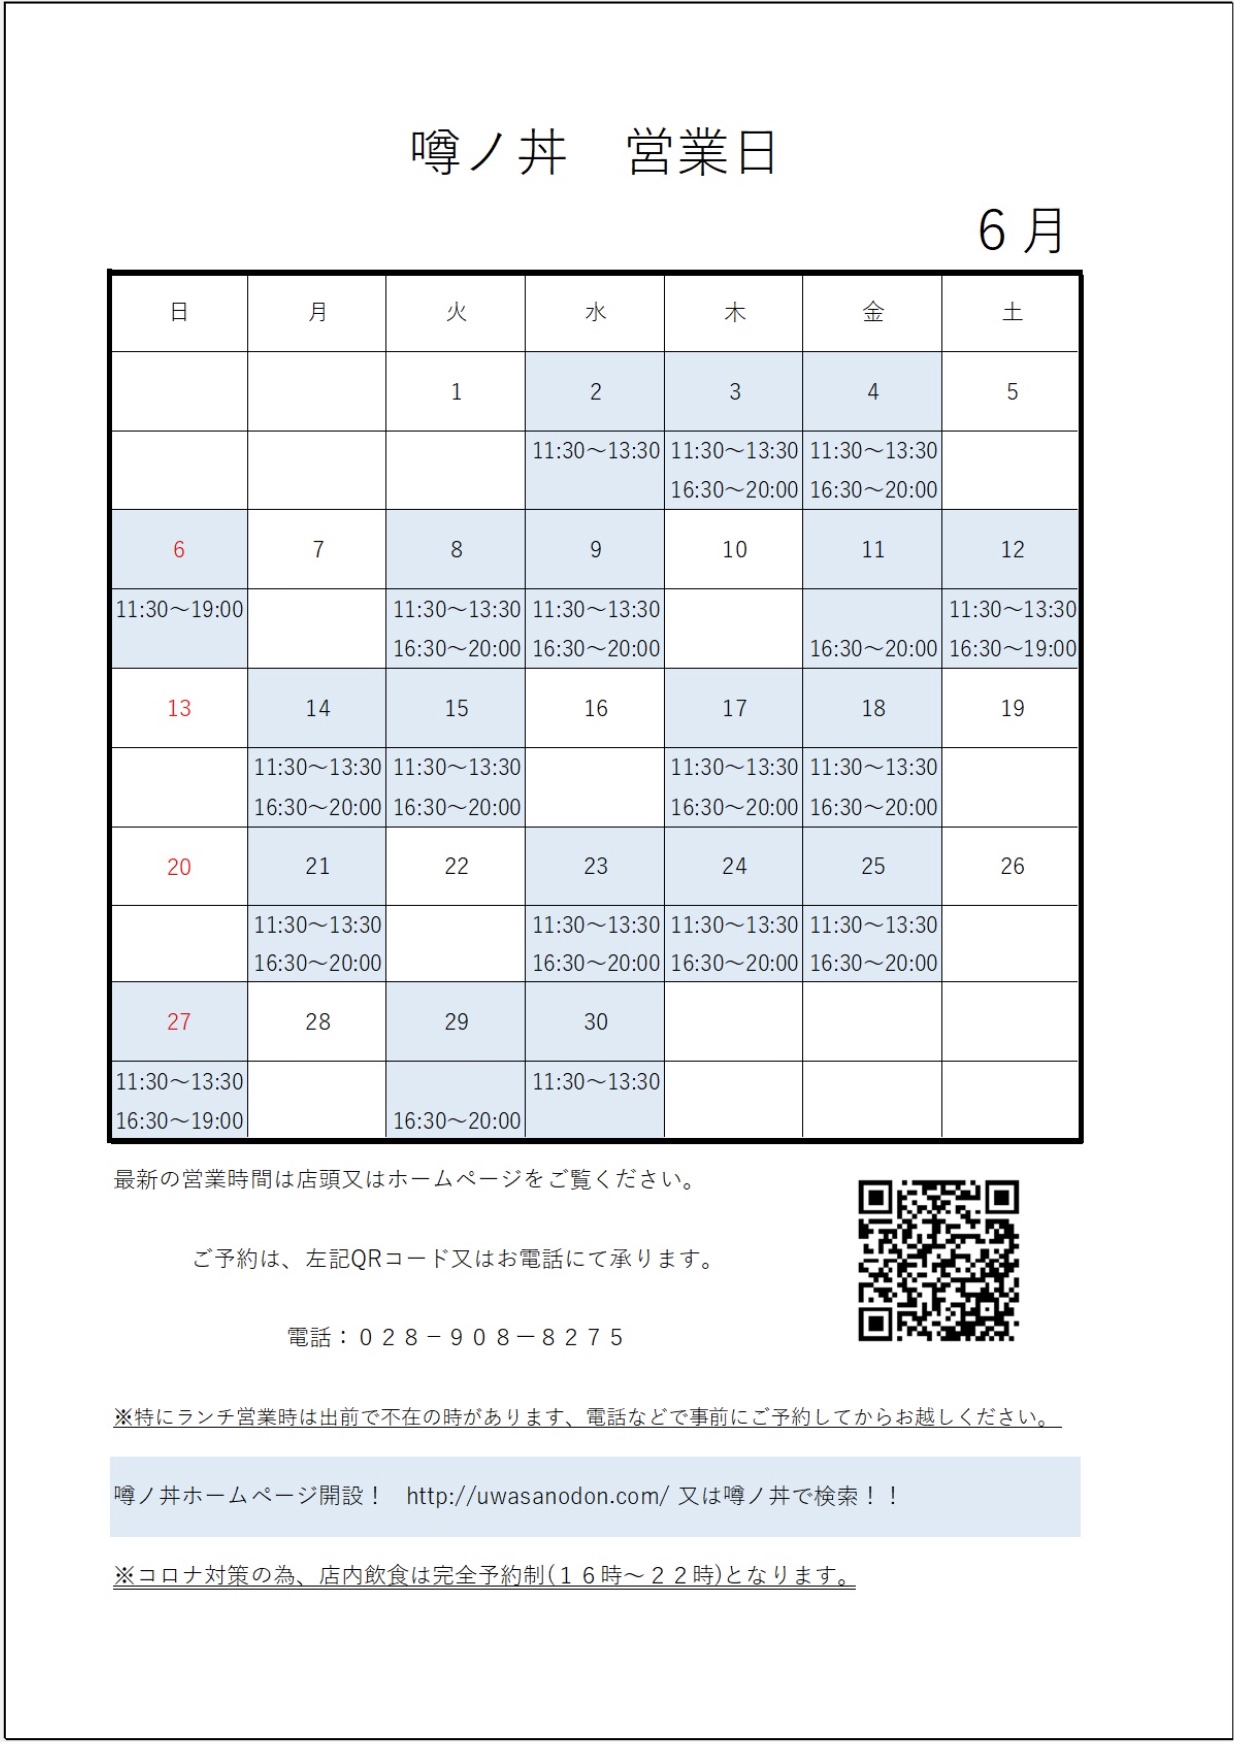 噂ノ丼　営業日
6月
日 月 火 水 木 金 土
1 2 3 4 5
11:30～13:30 11:30～13:30 11:30～13:30
16:30～20:00 16:30～20:00
6 7 8 9 10 11 12
11:30～19:00 11:30～13:30 11:30～13:30 11:30～13:30
16:30～20:00 16:30～20:00 16:30～20:00 16:30～19:00
13 14 15 16 17 18 19
11:30～13:30 11:30～13:30 11:30～13:30 11:30～13:30
16:30～20:00 16:30～20:00 16:30～20:00 16:30～20:00
20 21 22 23 24 25 26
11:30～13:30 11:30～13:30 11:30～13:30 11:30～13:30
16:30～20:00 16:30～20:00 16:30～20:00 16:30～20:00
27 28 29 30
11:30～13:30 11:30～13:30
16:30～19:00 16:30～20:00
最新の営業時間は店頭又はホームページをご覧ください。
ご予約は、左記QRコード又はお電話にて承ります。
電話：０２８－９０８ー８２７５
※特にランチ営業時は出前で不在の時があります、電話などで事前にご予約してからお越しください。
噂ノ丼ホームページ開設！　http://uwasanodon.com/ 又は噂ノ丼で検索！！
※コロナ対策の為、店内飲食は完全予約制(１６時～２２時)となります。